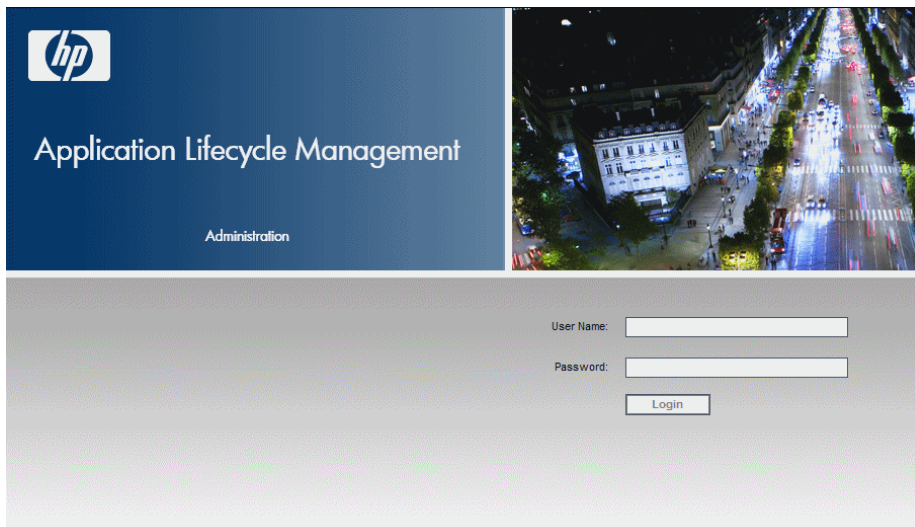 hp
Application Lifecycle Management
Administration
User Name:
Password:
Login